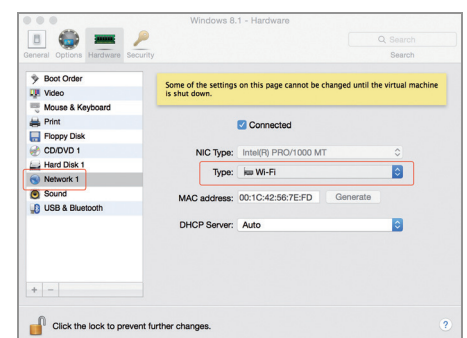 Windows 8.1 - Hardware
Search
General Options Hardware Security Search
Boot Order
Video
Mouse & Keyboard
Print
Floppy Disk
CD/DVD 1
Hard Disk 1
Network 1
Sound
USB & Bluetooth
+ −
Some of the settings on this page cannot be changed until the virtual machine
is shut down.
Connected
NIC Type: Intel(R) PRO/1000 MT
Type: Wi-Fi
MAC address: 00:1C:42:56:7E:FD Generate
DHCP Server: Auto
Click the lock to prevent further changes. ?